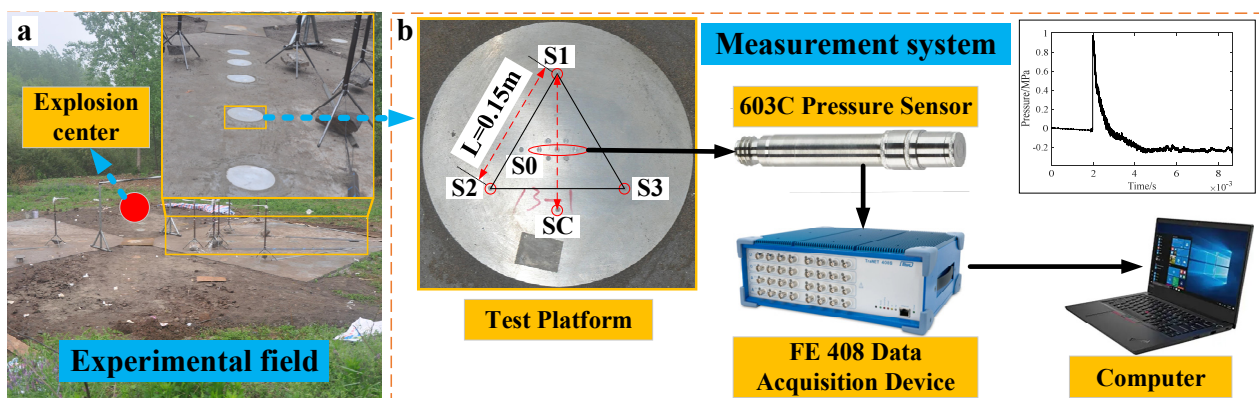 a
Explosion
center
Experimental field
b
S1
L=0.15m
S0
S2
S3
SC
13-1
Test Platform
Measurement system
603C Pressure Sensor
FE 408 Data
Acquisition Device
Computer
Pressure/MPa
1
0.8
0.6
0.4
0.2
0
-0.2
0
2
4
6
8
×10⁻³
Time/s